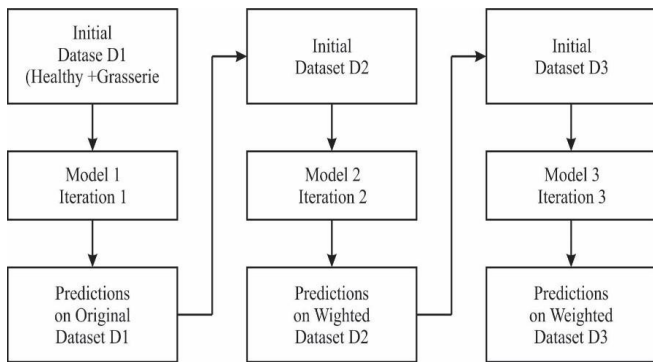 Initial
Datase D1
(Healthy +Grasserie
Model 1
Iteration 1
Predictions
on Original
Dataset D1
Initial
Dataset D2
Model 2
Iteration 2
Predictions
on Wighted
Dataset D2
Initial
Dataset D3
Model 3
Iteration 3
Predictions
on Weighted
Dataset D3